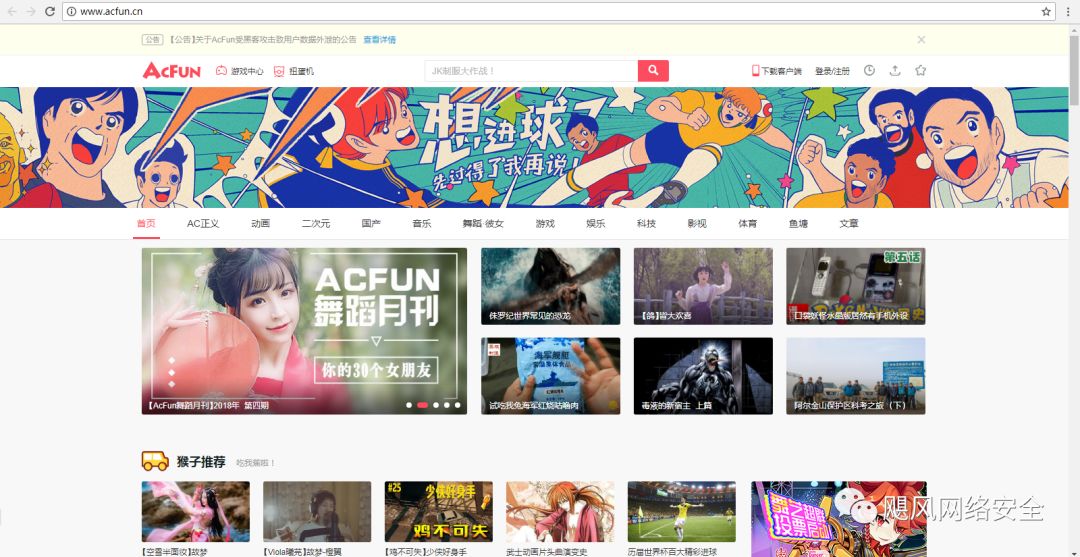 www.acfun.cn
公告 【公告】关于AcFun受黑客攻击致用户数据外泄的公告 查看详情
ACFUN 游戏中心 扭蛋机 JK制服大作战！ 下载客户端 登录/注册
想进球？
先过得了我再说！
首页 AC正义 动画 二次元 国产 音乐 舞蹈·彼女 游戏 娱乐 科技 影视 体育 鱼塘 文章
ACFUN
舞蹈月刊
你的30个女朋友
【AcFun舞蹈月刊】2018年 第四期
侏罗纪世界常见的恐龙
【鸽】皆大欢喜
第五话
口袋妖怪水晶版居然有手机外设
海军舰艇
试吃我兔海军红烧咕噜肉
毒液的新宿主 上篇
阿尔金山保护区科考之旅（下）
猴子推荐 吃我蕉啦！
#25 少侠好身手
鸡不可失
舞之超群
投票启动
飓风网络安全
【空雪半面妆】故梦
【Viola曦芜】故梦-橙翼
【鸡不可失】少侠好身手
武士动画片头曲演变史
历届世界杯百大精彩进球